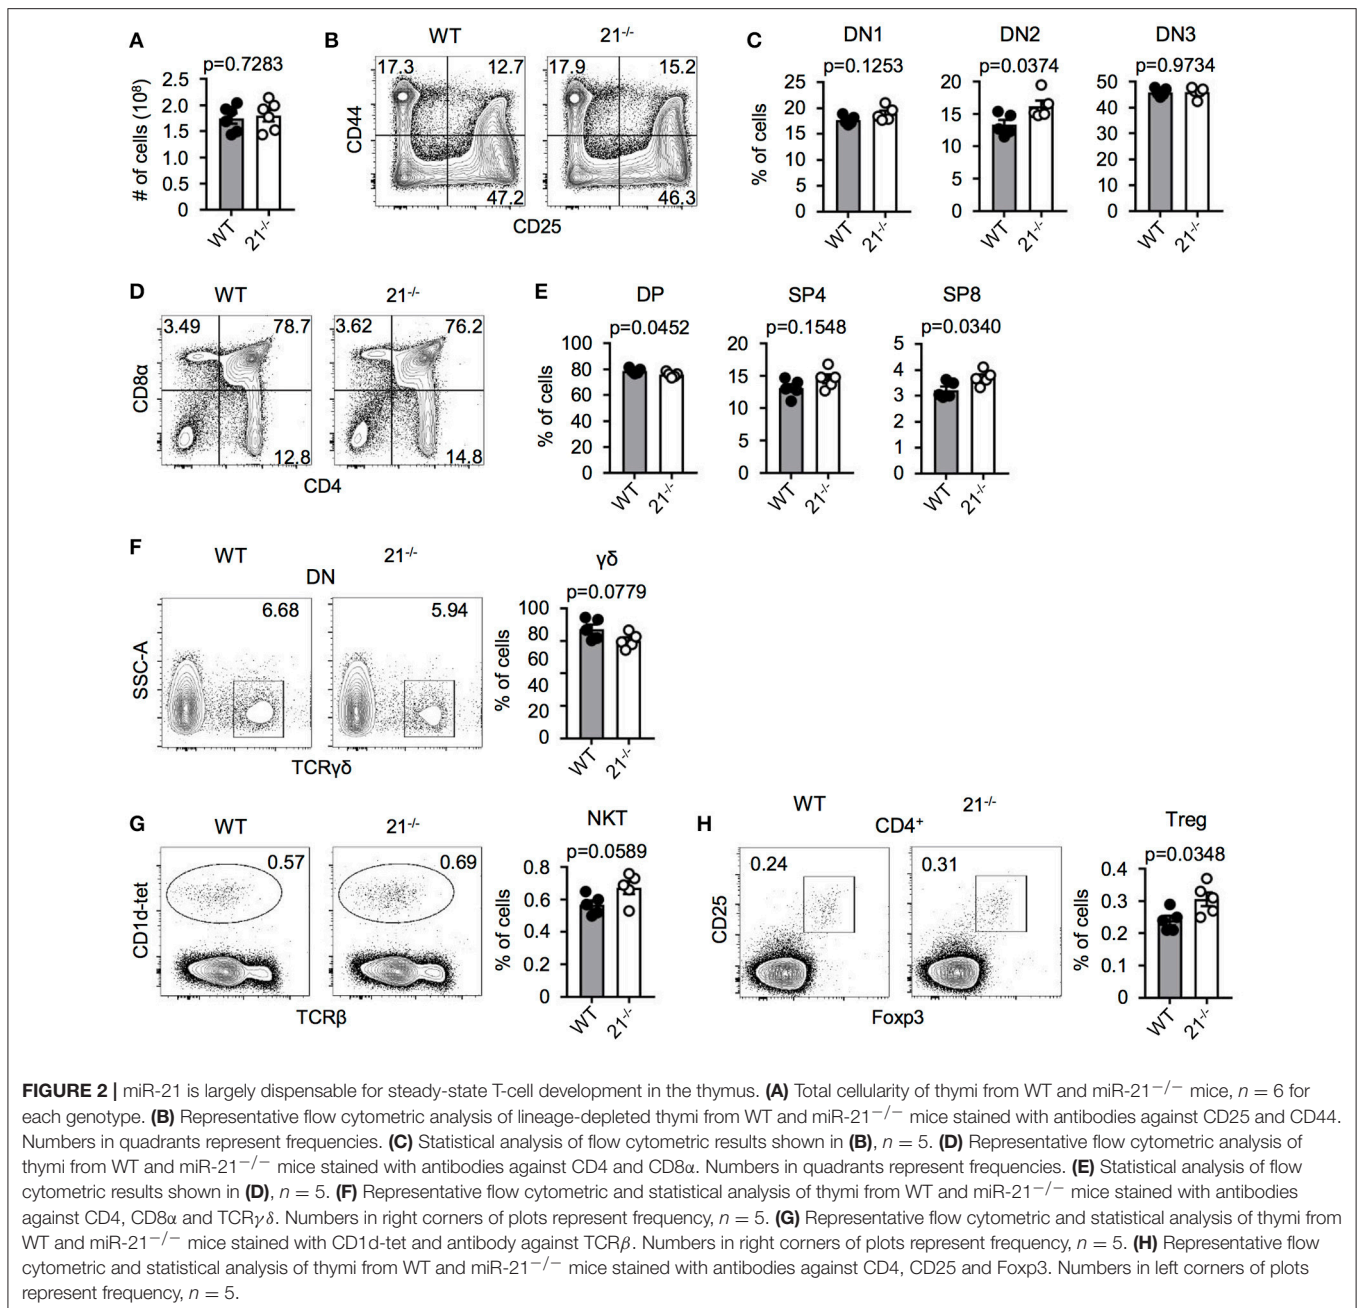 A
p=0.7283
# of cells (10⁸)
2.5
2.0
1.5
1.0
0.5
0
WT
21⁻/⁻
B
WT
21⁻/⁻
17.3
12.7
47.2
17.9
15.2
46.3
CD44
CD25
C
DN1
DN2
DN3
p=0.1253
p=0.0374
p=0.9734
% of cells
25
20
15
10
5
0
WT
21⁻/⁻
20
15
10
5
0
WT
21⁻/⁻
50
40
30
20
10
0
WT
21⁻/⁻
D
WT
21⁻/⁻
3.49
78.7
12.8
3.62
76.2
14.8
CD8α
CD4
E
DP
SP4
SP8
p=0.0452
p=0.1548
p=0.0340
% of cells
100
80
60
40
20
0
WT
21⁻/⁻
20
15
10
5
0
WT
21⁻/⁻
5
4
3
2
1
0
WT
21⁻/⁻
F
WT
21⁻/⁻
DN
6.68
5.94
SSC-A
TCRγδ
γδ
p=0.0779
% of cells
100
80
60
40
20
0
WT
21⁻/⁻
G
WT
21⁻/⁻
0.57
0.69
CD1d-tet
TCRβ
NKT
p=0.0589
% of cells
0.8
0.6
0.4
0.2
0
WT
21⁻/⁻
H
WT
21⁻/⁻
CD4⁺
0.24
0.31
CD25
Foxp3
Treg
p=0.0348
% of cells
0.4
0.3
0.2
0.1
0
WT
21⁻/⁻
FIGURE 2 | miR-21 is largely dispensable for steady-state T-cell development in the thymus. (A) Total cellularity of thymi from WT and miR-21−/− mice, n = 6 for
each genotype. (B) Representative flow cytometric analysis of lineage-depleted thymi from WT and miR-21−/− mice stained with antibodies against CD25 and CD44.
Numbers in quadrants represent frequencies. (C) Statistical analysis of flow cytometric results shown in (B), n = 5. (D) Representative flow cytometric analysis of
thymi from WT and miR-21−/− mice stained with antibodies against CD4 and CD8α. Numbers in quadrants represent frequencies. (E) Statistical analysis of flow
cytometric results shown in (D), n = 5. (F) Representative flow cytometric and statistical analysis of thymi from WT and miR-21−/− mice stained with antibodies
against CD4, CD8α and TCRγδ. Numbers in right corners of plots represent frequency, n = 5. (G) Representative flow cytometric and statistical analysis of thymi from
WT and miR-21−/− mice stained with CD1d-tet and antibody against TCRβ. Numbers in right corners of plots represent frequency, n = 5. (H) Representative flow
cytometric and statistical analysis of thymi from WT and miR-21−/− mice stained with antibodies against CD4, CD25 and Foxp3. Numbers in left corners of plots
represent frequency, n = 5.